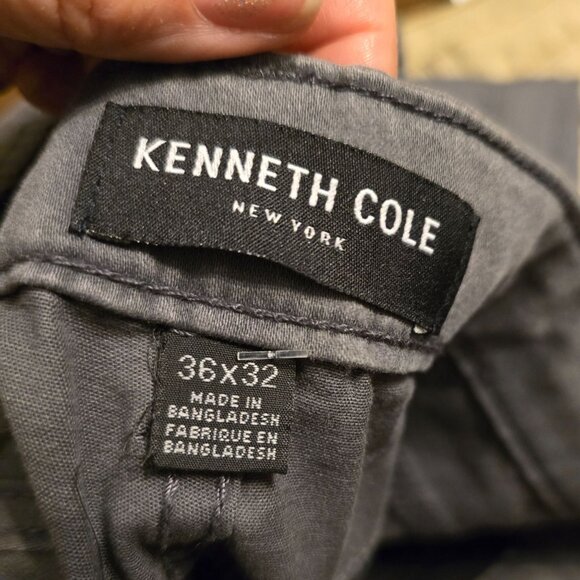 KENNETH COLE
NEW YORK
36X32
MADE IN
BANGLADESH
FABRIQUE EN
BANGLADESH